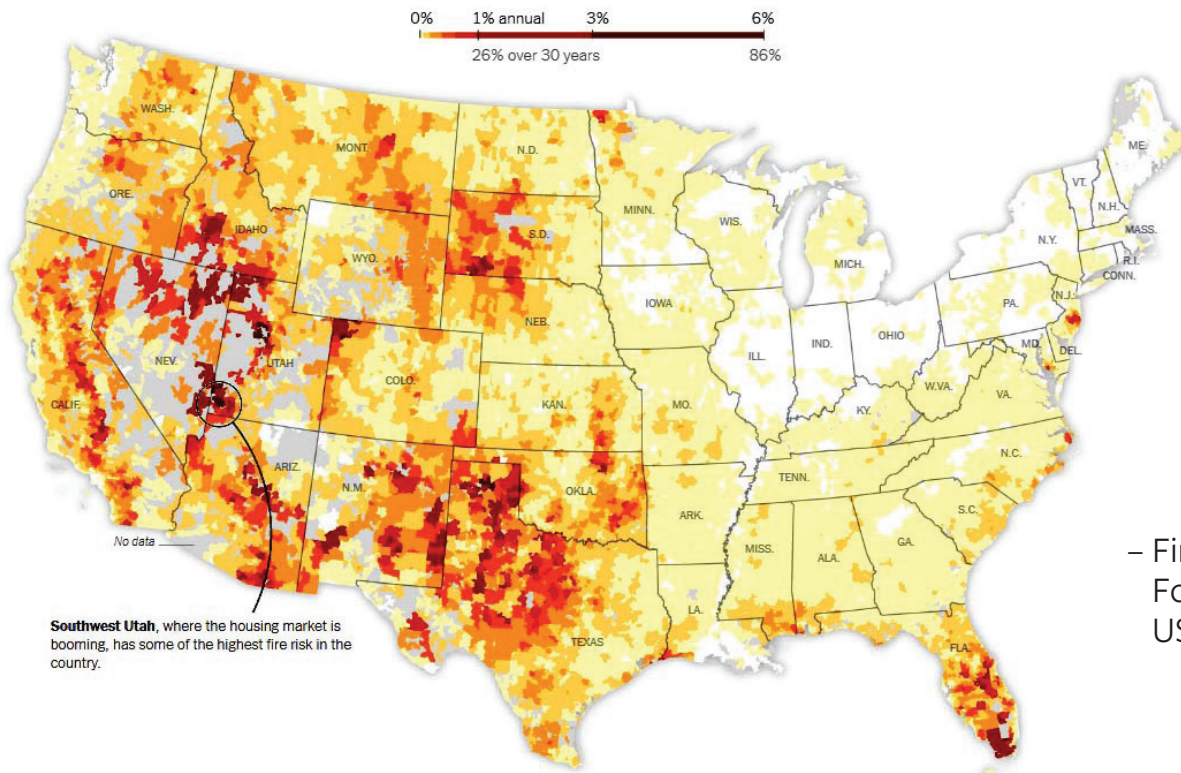 0% 1% annual 3% 6%
26% over 30 years 86%
WASH.
MONT.
N.D.
ME.
ORE.
IDAHO
MINN.
VT.
N.H.
WIS.
S.D.
N.Y.
MASS.
WYO.
MICH.
R.I.
CONN.
IOWA
PA.
N.J.
NEB.
OHIO
NEV.
UTAH
ILL.
IND.
MD.
DEL.
COLO.
W.VA.
VA.
CALIF.
KAN.
MO.
KY.
ARIZ.
N.M.
OKLA.
TENN.
N.C.
ARK.
S.C.
No data
MISS.
ALA.
GA.
– Fir
Fo
US
LA.
TEXAS
FLA.
Southwest Utah, where the housing market is
booming, has some of the highest fire risk in the
country.